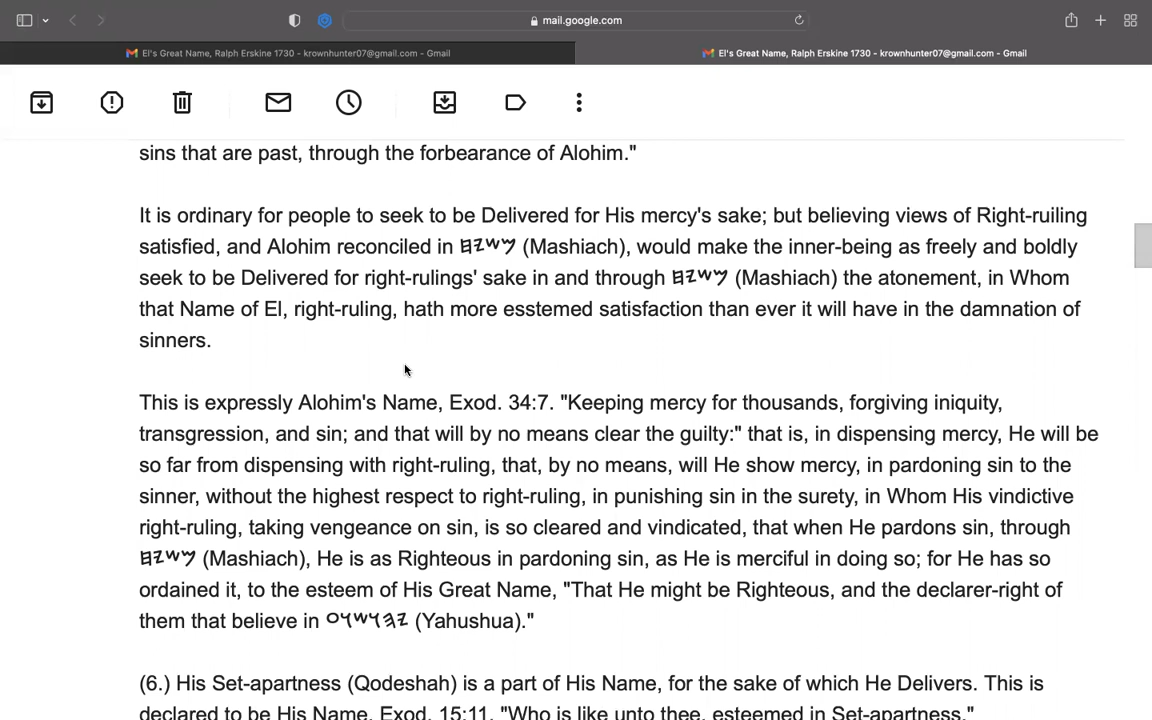 mail.google.com
El's Great Name, Ralph Erskine 1730 - krownhunter07@gmail.com - Gmail
El's Great Name, Ralph Erskine 1730 - krownhunter07@gmail.com - Gmail
sins that are past, through the forbearance of Alohim."
It is ordinary for people to seek to be Delivered for His mercy's sake; but believing views of Right-ruiling
satisfied, and Alohim reconciled in 𐤌𐤔𐤉𐤇 (Mashiach), would make the inner-being as freely and boldly
seek to be Delivered for right-rulings' sake in and through 𐤌𐤔𐤉𐤇 (Mashiach) the atonement, in Whom
that Name of El, right-ruling, hath more esstemed satisfaction than ever it will have in the damnation of
sinners.
This is expressly Alohim's Name, Exod. 34:7. "Keeping mercy for thousands, forgiving iniquity,
transgression, and sin; and that will by no means clear the guilty:" that is, in dispensing mercy, He will be
so far from dispensing with right-ruling, that, by no means, will He show mercy, in pardoning sin to the
sinner, without the highest respect to right-ruling, in punishing sin in the surety, in Whom His vindictive
right-ruling, taking vengeance on sin, is so cleared and vindicated, that when He pardons sin, through
𐤌𐤔𐤉𐤇 (Mashiach), He is as Righteous in pardoning sin, as He is merciful in doing so; for He has so
ordained it, to the esteem of His Great Name, "That He might be Righteous, and the declarer-right of
them that believe in 𐤉𐤄𐤅𐤔𐤅𐤏 (Yahushua)."
(6.) His Set-apartness (Qodeshah) is a part of His Name, for the sake of which He Delivers. This is
declared to be His Name, Exod. 15:11. "Who is like unto thee, esteemed in Set-apartness."